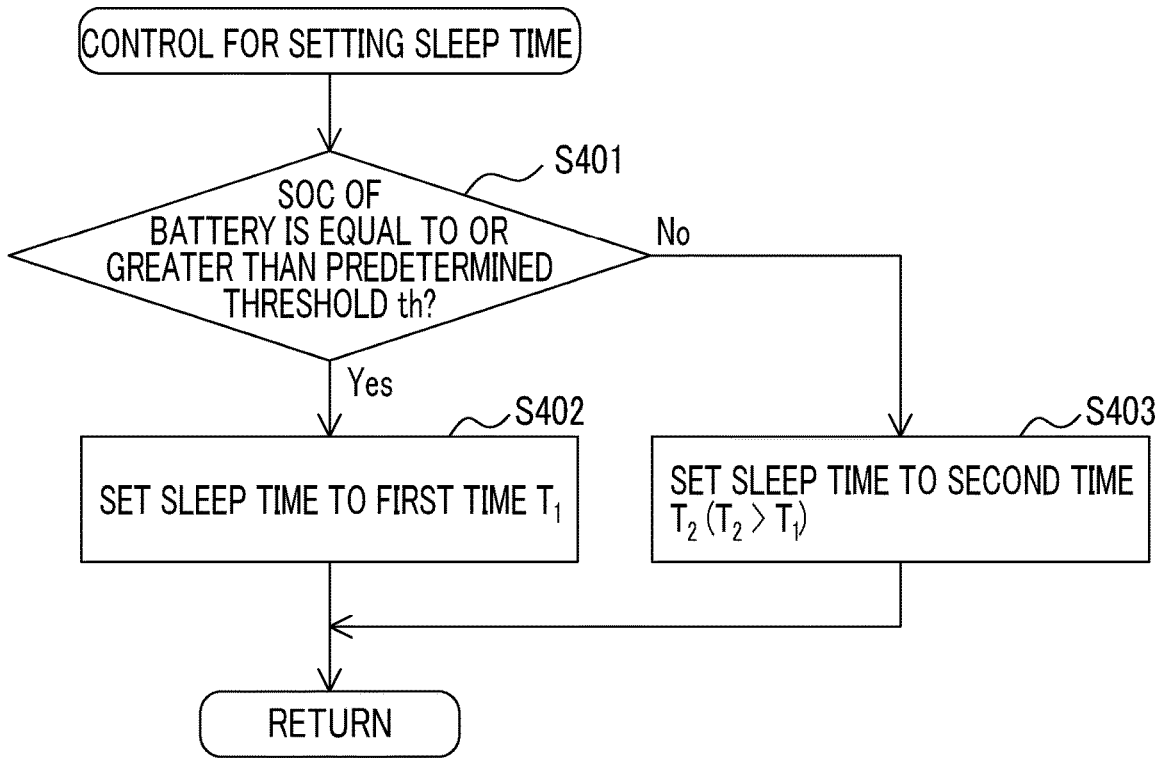 CONTROL FOR SETTING SLEEP TIME
S401
SOC OF
BATTERY IS EQUAL TO OR
GREATER THAN PREDETERMINED
THRESHOLD th?
No
Yes
S402
SET SLEEP TIME TO FIRST TIME T₁
S403
SET SLEEP TIME TO SECOND TIME
T₂ (T₂ > T₁)
RETURN